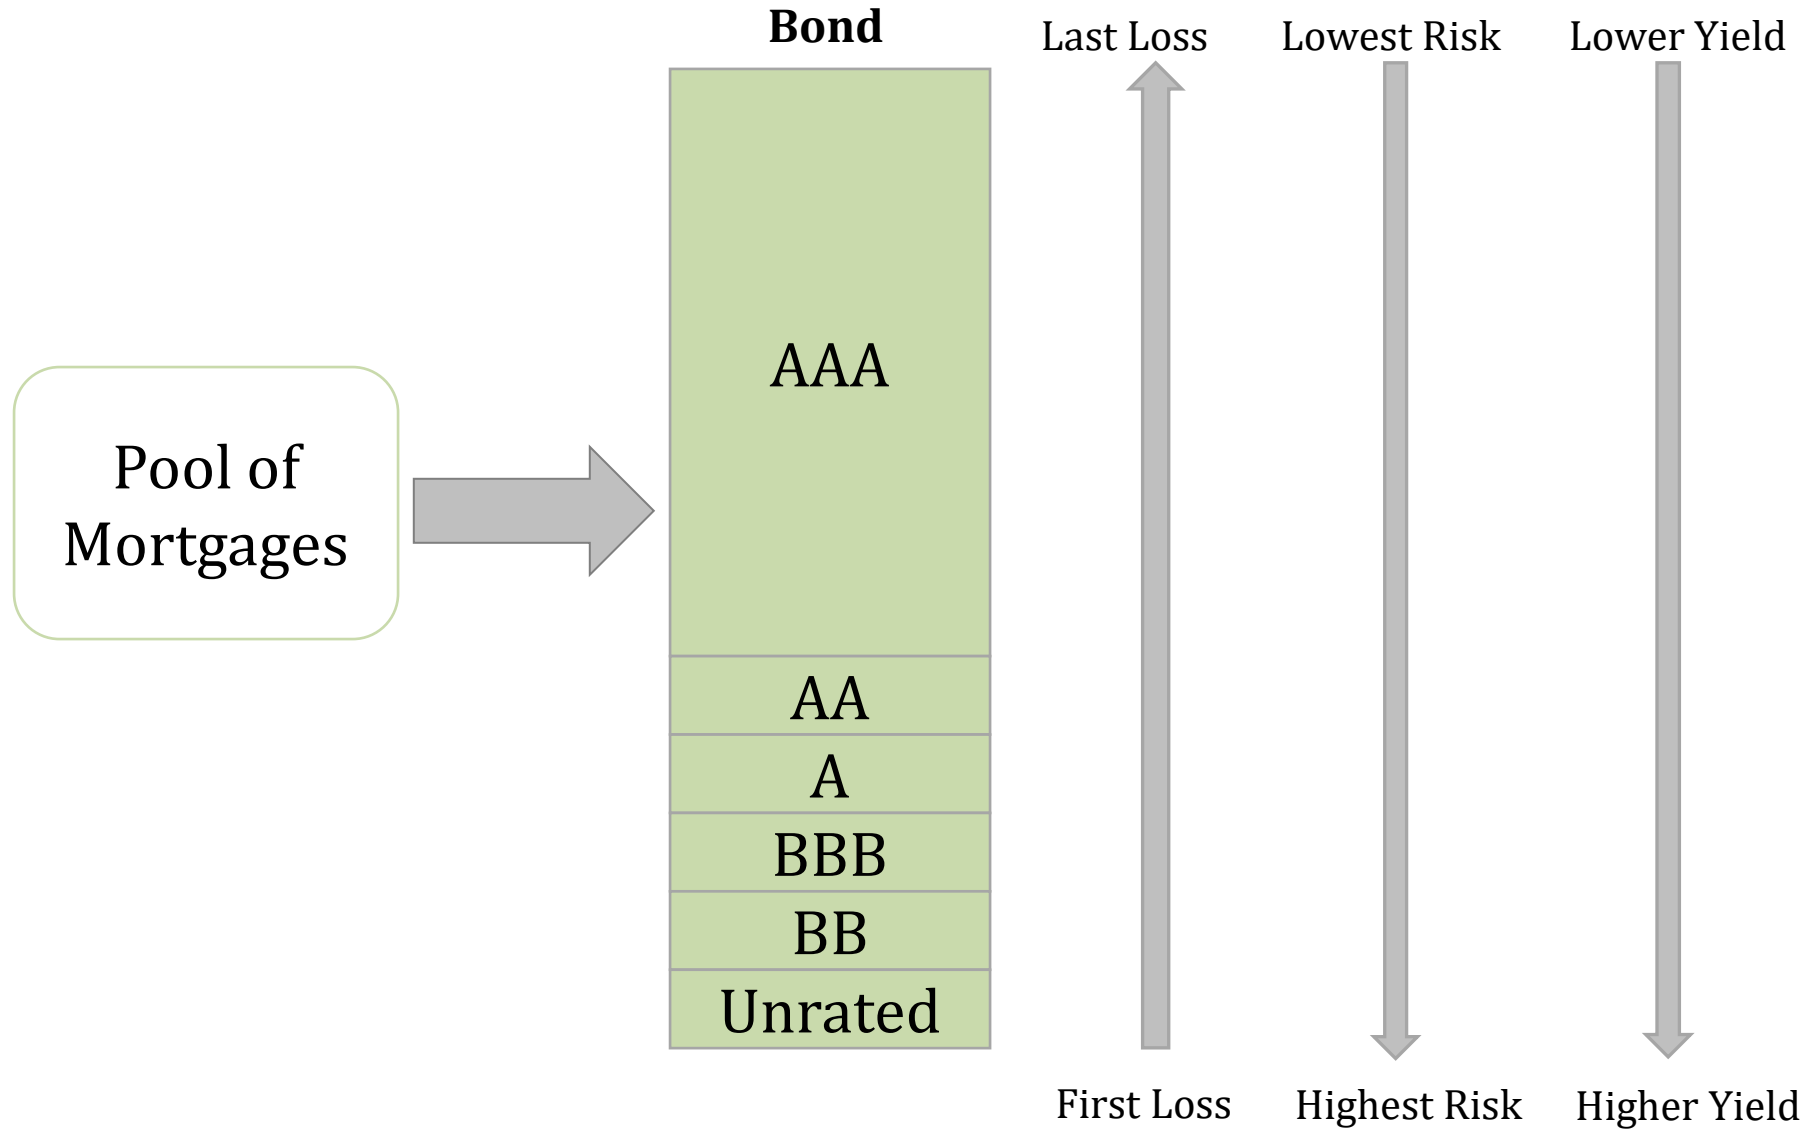 Bond
Last Loss
Lowest Risk
Lower Yield
Pool of
Mortgages
AAA
AA
A
BBB
BB
Unrated
First Loss
Highest Risk
Higher Yield